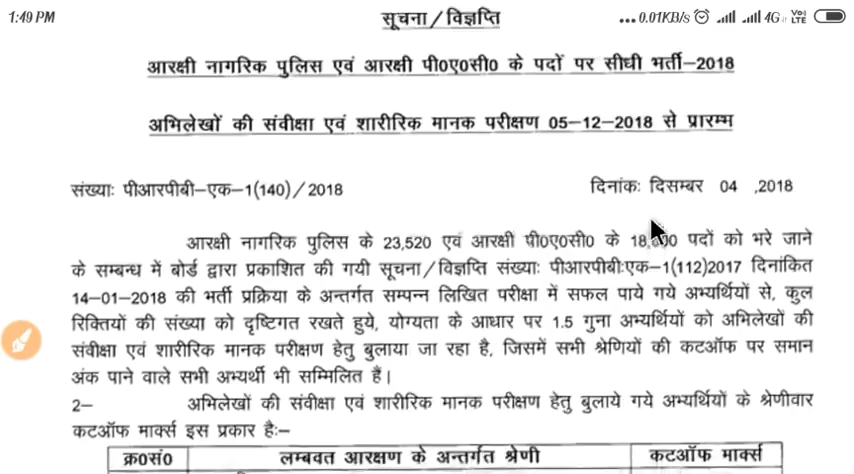 1:49 PM
सूचना/विज्ञप्ति
...0.01KB/s 4G VoLTE
आरक्षी नागरिक पुलिस एवं आरक्षी पी0ए0सी0 के पदों पर सीधी भर्ती–2018
अभिलेखों की संवीक्षा एवं शारीरिक मानक परीक्षण 05–12–2018 से प्रारम्भ
संख्याः पीआरपीबी–एक–1(140)/2018
दिनांकः दिसम्बर 04 ,2018
आरक्षी नागरिक पुलिस के 23,520 एवं आरक्षी पी0ए0सी0 के पदों को भरे जाने
के सम्बन्ध में बोर्ड द्वारा प्रकाशित की गयी सूचना/विज्ञप्ति संख्याः पीआरपीबीःएक–1(112)2017 दिनांकित
14–01–2018 की भर्ती प्रक्रिया के अन्तर्गत सम्पन्न लिखित परीक्षा में सफल पाये गये अभ्यर्थियों से, कुल
रिक्तियों की संख्या को दृष्टिगत रखते हुये, योग्यता के आधार पर 1.5 गुना अभ्यर्थियों को अभिलेखों की
संवीक्षा एवं शारीरिक मानक परीक्षण हेतु बुलाया जा रहा है, जिसमें सभी श्रेणियों की कटऑफ पर समान
अंक पाने वाले सभी अभ्यर्थी भी सम्मिलित हैं।
2– अभिलेखों की संवीक्षा एवं शारीरिक मानक परीक्षण हेतु बुलाये गये अभ्यर्थियों के श्रेणीवार
कटऑफ मार्क्स इस प्रकार हैः–
क्र0सं0 लम्बवत आरक्षण के अन्तर्गत श्रेणी कटऑफ मार्क्स